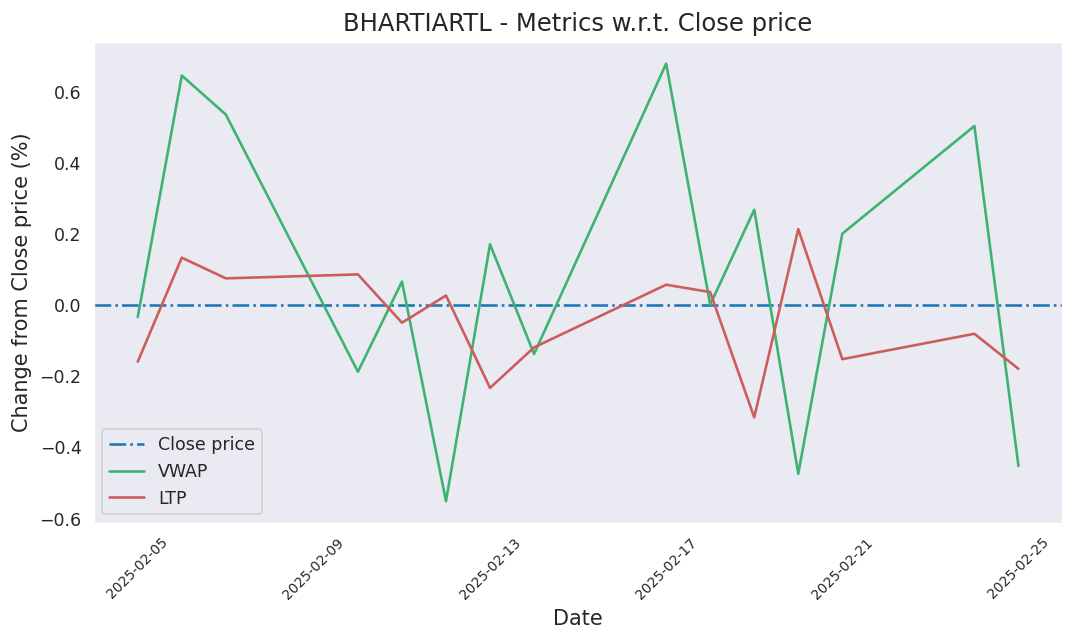 BHARTIARTL - Metrics w.r.t. Close price
Change from Close price (%)
0.6
0.4
0.2
0.0
−0.2
−0.4
−0.6
Close price
VWAP
LTP
2025-02-05
2025-02-09
2025-02-13
2025-02-17
2025-02-21
2025-02-25
Date